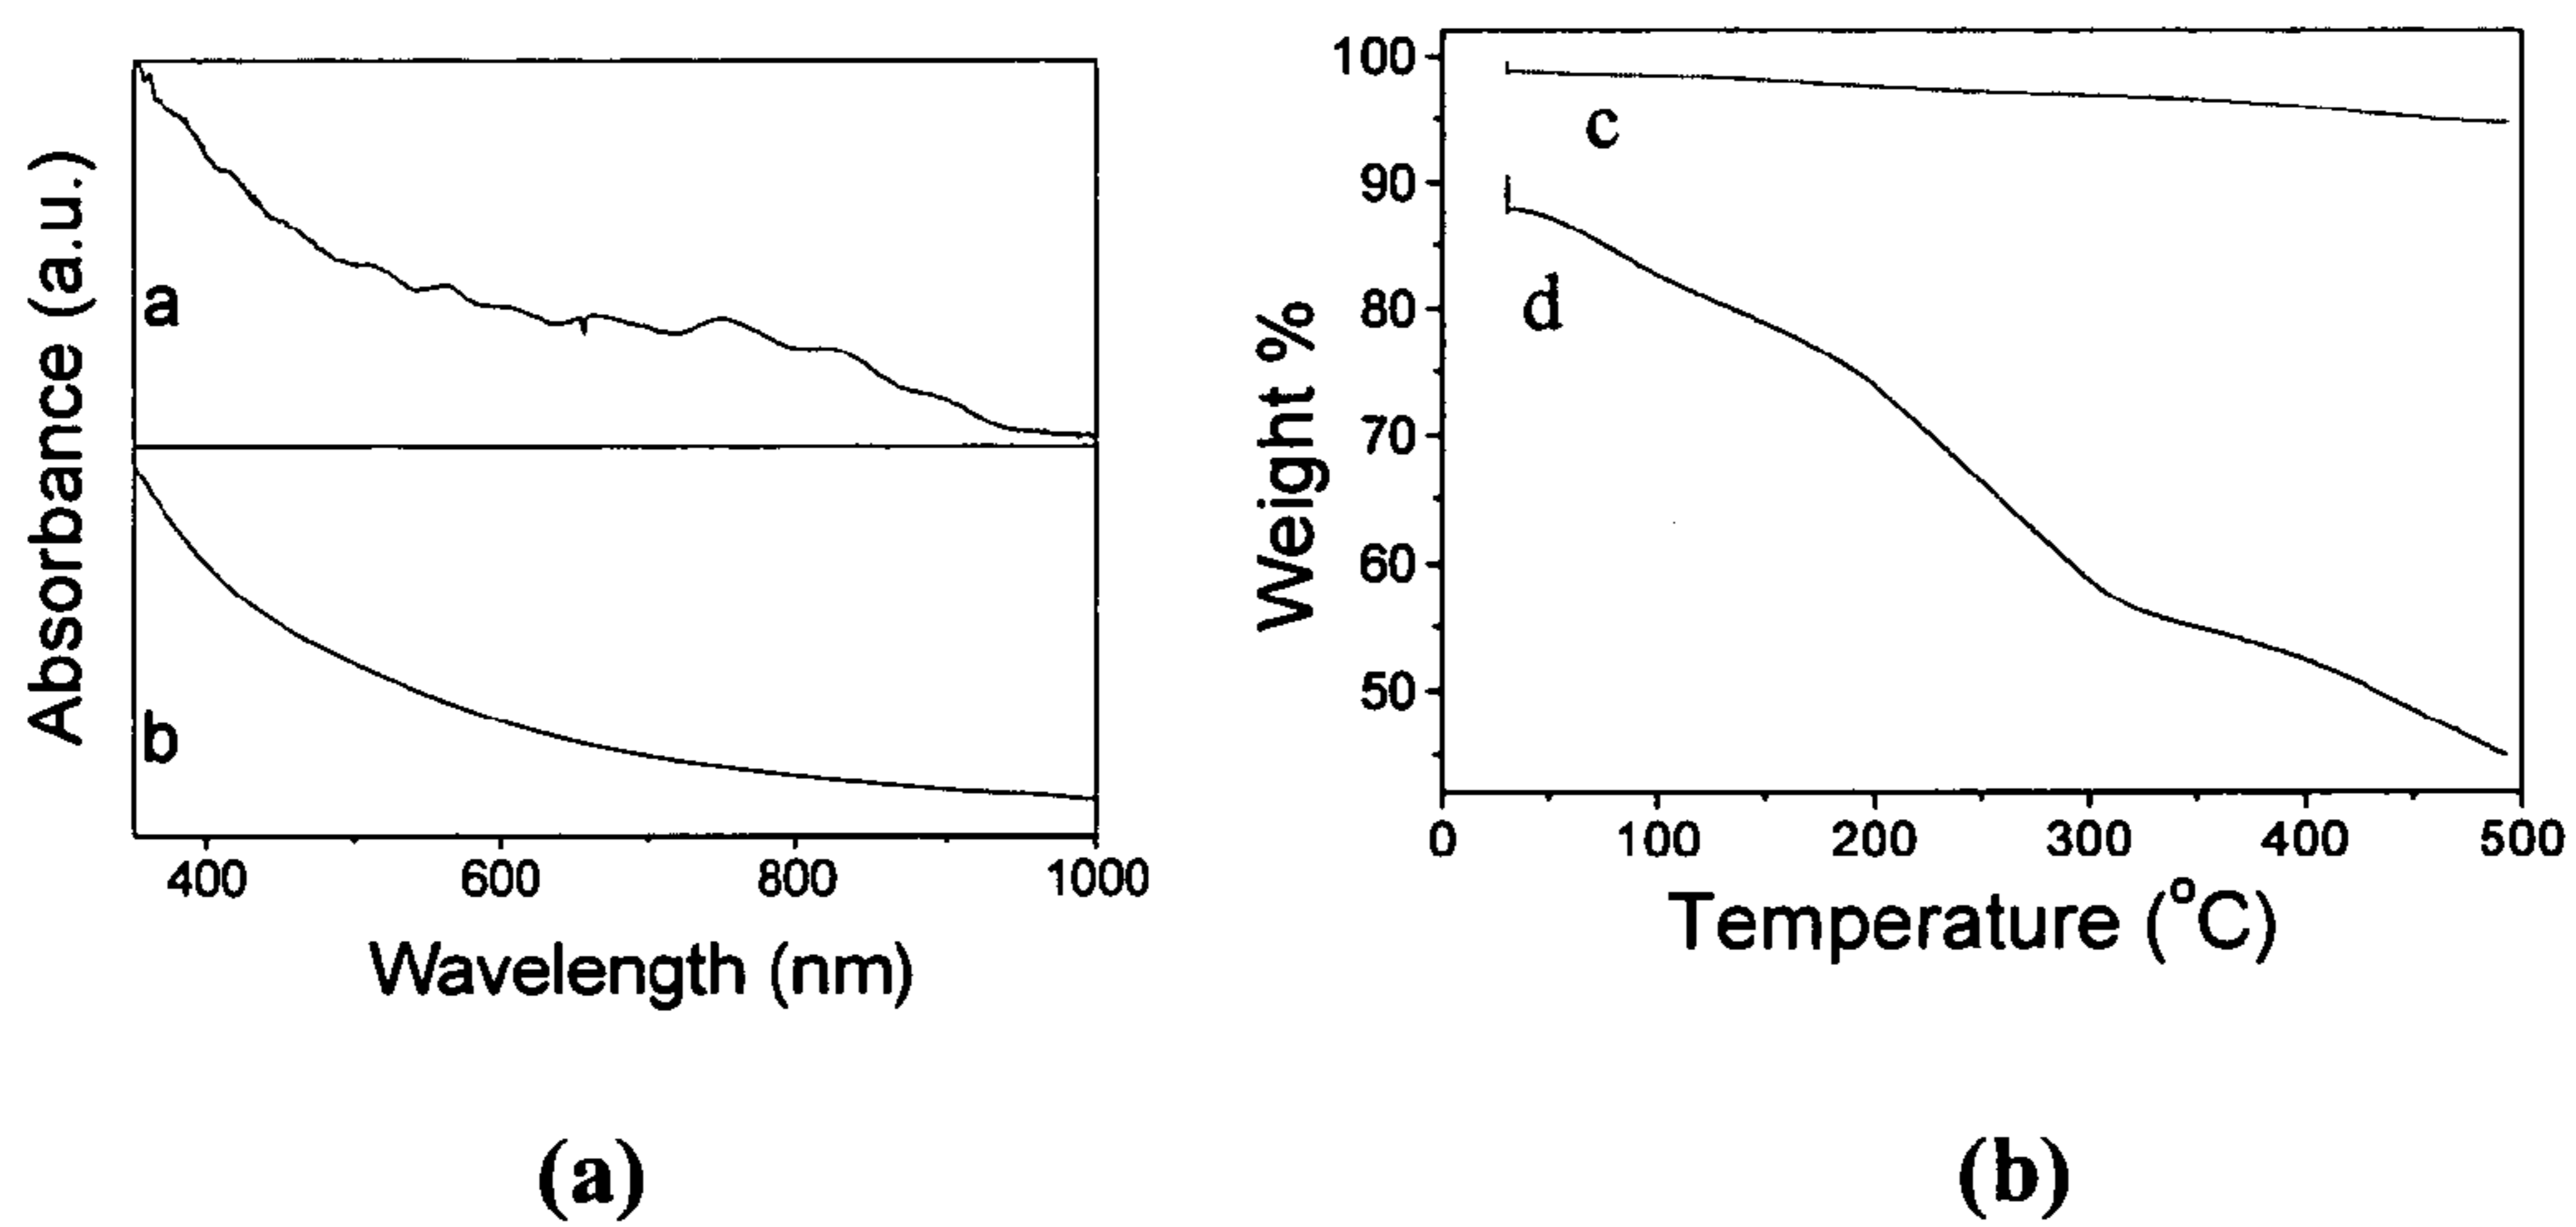 Absorbance (a.u.)
a
b
400 600 800 1000
Wavelength (nm)
(a)
Weight %
100
90
80
70
60
50
c
d
0 100 200 300 400 500
Temperature (°C)
(b)